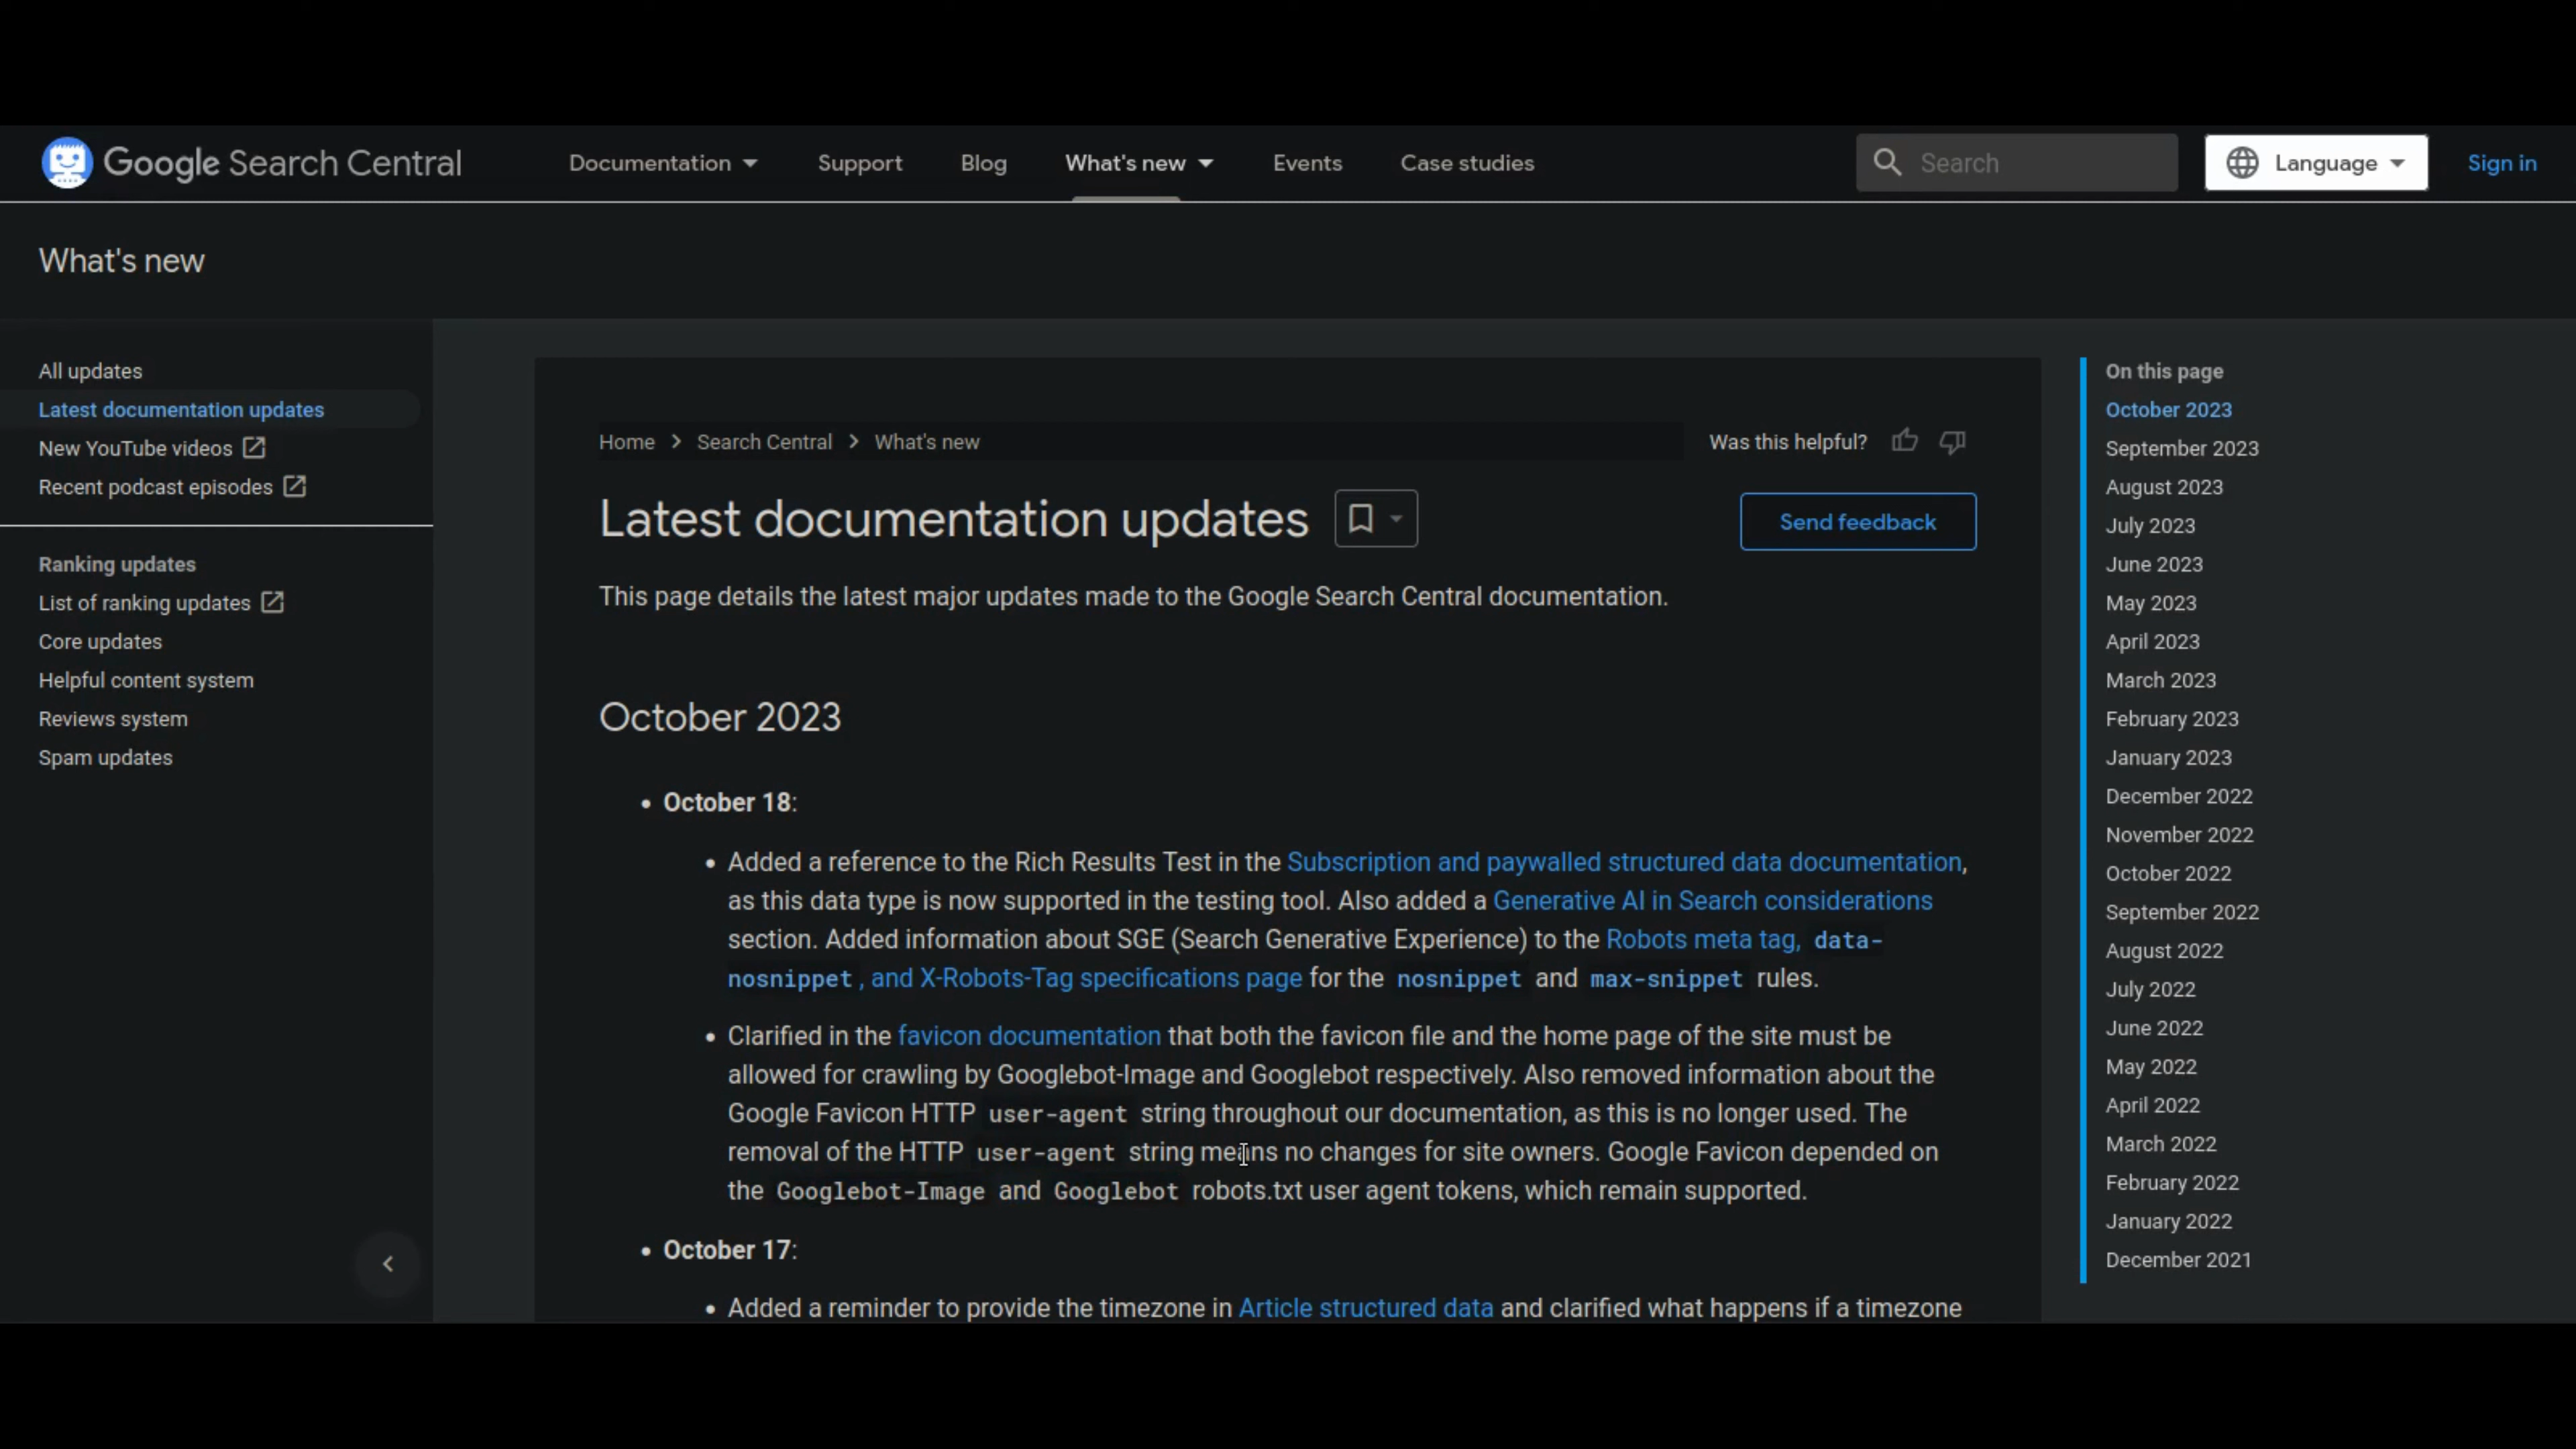 Google Search Central
Documentation
Support
Blog
What's new
Events
Case studies
Search
Language
Sign in
What's new
All updates
Latest documentation updates
New YouTube videos
Recent podcast episodes
Ranking updates
List of ranking updates
Core updates
Helpful content system
Reviews system
Spam updates
Home > Search Central > What's new
Was this helpful?
Latest documentation updates
Send feedback
This page details the latest major updates made to the Google Search Central documentation.
October 2023
• October 18:
• Added a reference to the Rich Results Test in the Subscription and paywalled structured data documentation,
as this data type is now supported in the testing tool. Also added a Generative AI in Search considerations
section. Added information about SGE (Search Generative Experience) to the Robots meta tag, data-
nosnippet, and X-Robots-Tag specifications page for the nosnippet and max-snippet rules.
• Clarified in the favicon documentation that both the favicon file and the home page of the site must be
allowed for crawling by Googlebot-Image and Googlebot respectively. Also removed information about the
Google Favicon HTTP user-agent string throughout our documentation, as this is no longer used. The
removal of the HTTP user-agent string means no changes for site owners. Google Favicon depended on
the Googlebot-Image and Googlebot robots.txt user agent tokens, which remain supported.
• October 17:
• Added a reminder to provide the timezone in Article structured data and clarified what happens if a timezone
On this page
October 2023
September 2023
August 2023
July 2023
June 2023
May 2023
April 2023
March 2023
February 2023
January 2023
December 2022
November 2022
October 2022
September 2022
August 2022
July 2022
June 2022
May 2022
April 2022
March 2022
February 2022
January 2022
December 2021